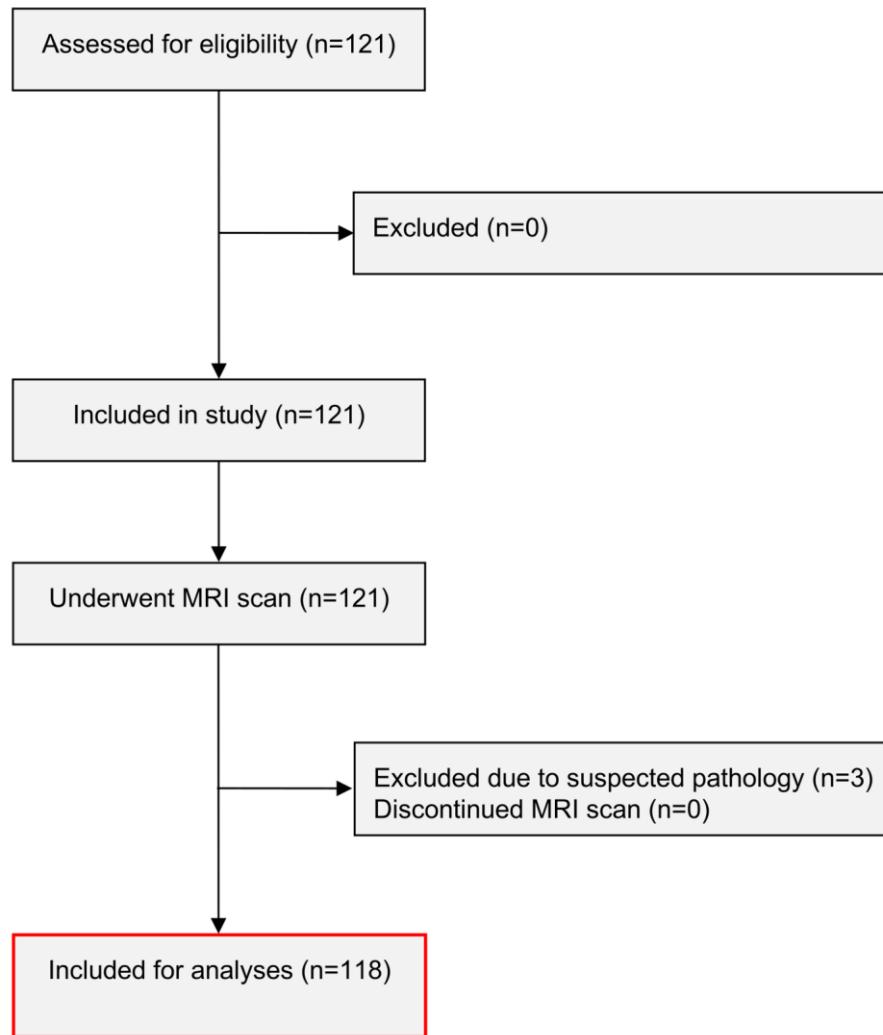 Assessed for eligibility (n=121)
Excluded (n=0)
Included in study (n=121)
Underwent MRI scan (n=121)
Excluded due to suspected pathology (n=3)
Discontinued MRI scan (n=0)
Included for analyses (n=118)